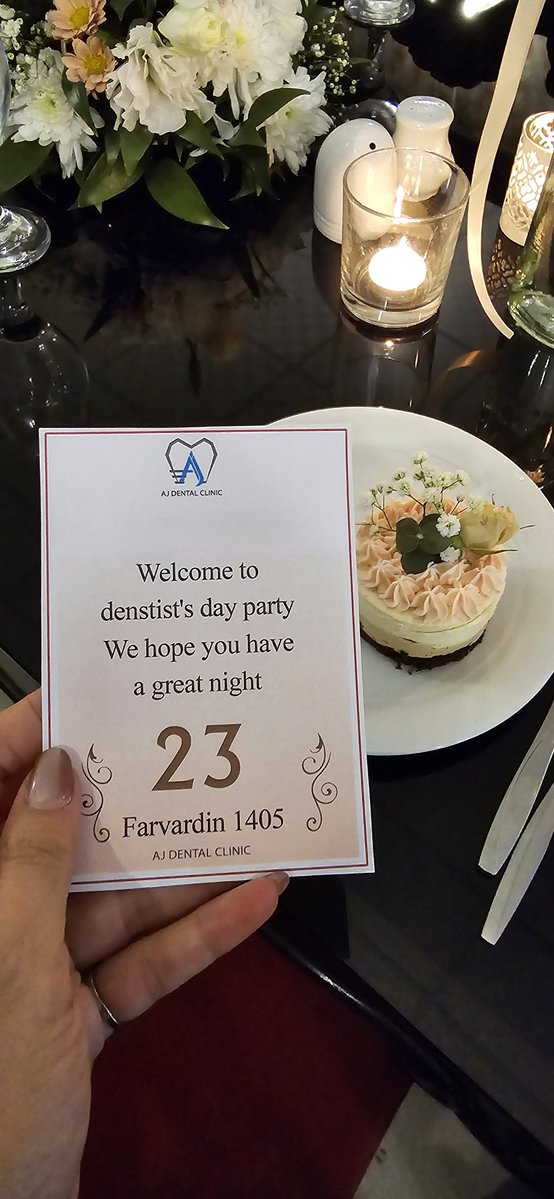 AJ DENTAL CLINIC
Welcome to
denstist's day party
We hope you have
a great night
23
Farvardin 1405
AJ DENTAL CLINIC